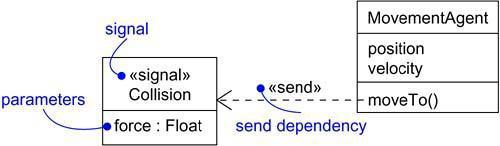 signal
MovementAgent
«signal»
Collision
position
velocity
«send»
parameters
force : Float
send dependency
moveTo()